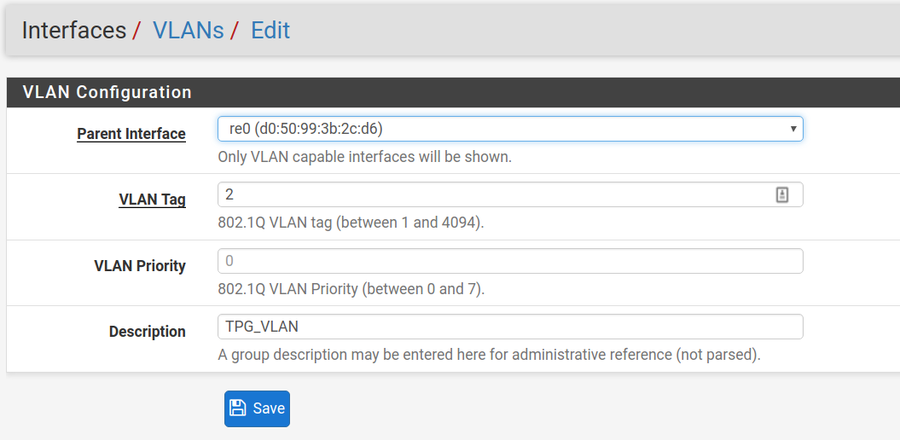 Interfaces / VLANs / Edit
VLAN Configuration
Parent Interface
re0 (d0:50:99:3b:2c:d6)
Only VLAN capable interfaces will be shown.
VLAN Tag
2
802.1Q VLAN tag (between 1 and 4094).
VLAN Priority
0
802.1Q VLAN Priority (between 0 and 7).
Description
TPG_VLAN
A group description may be entered here for administrative reference (not parsed).
Save